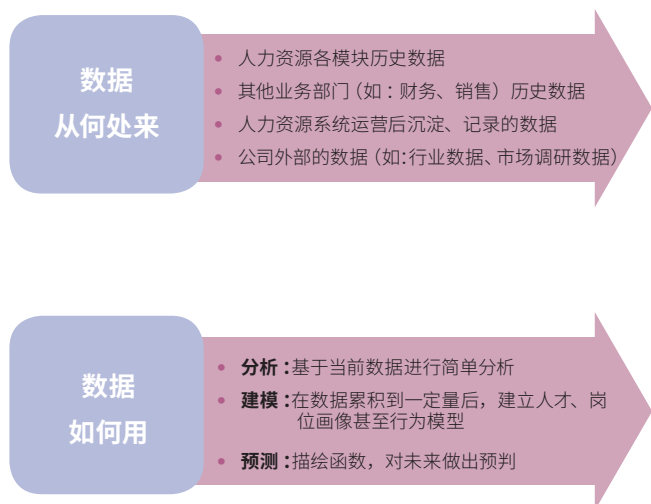 数据
从何处来
• 人力资源各模块历史数据
• 其他业务部门（如：财务、销售）历史数据
• 人力资源系统运营后沉淀、记录的数据
• 公司外部的数据（如:行业数据、市场调研数据）
数据
如何用
• 分析：基于当前数据进行简单分析
• 建模：在数据累积到一定量后，建立人才、岗
位画像甚至行为模型
• 预测：描绘函数，对未来做出预判